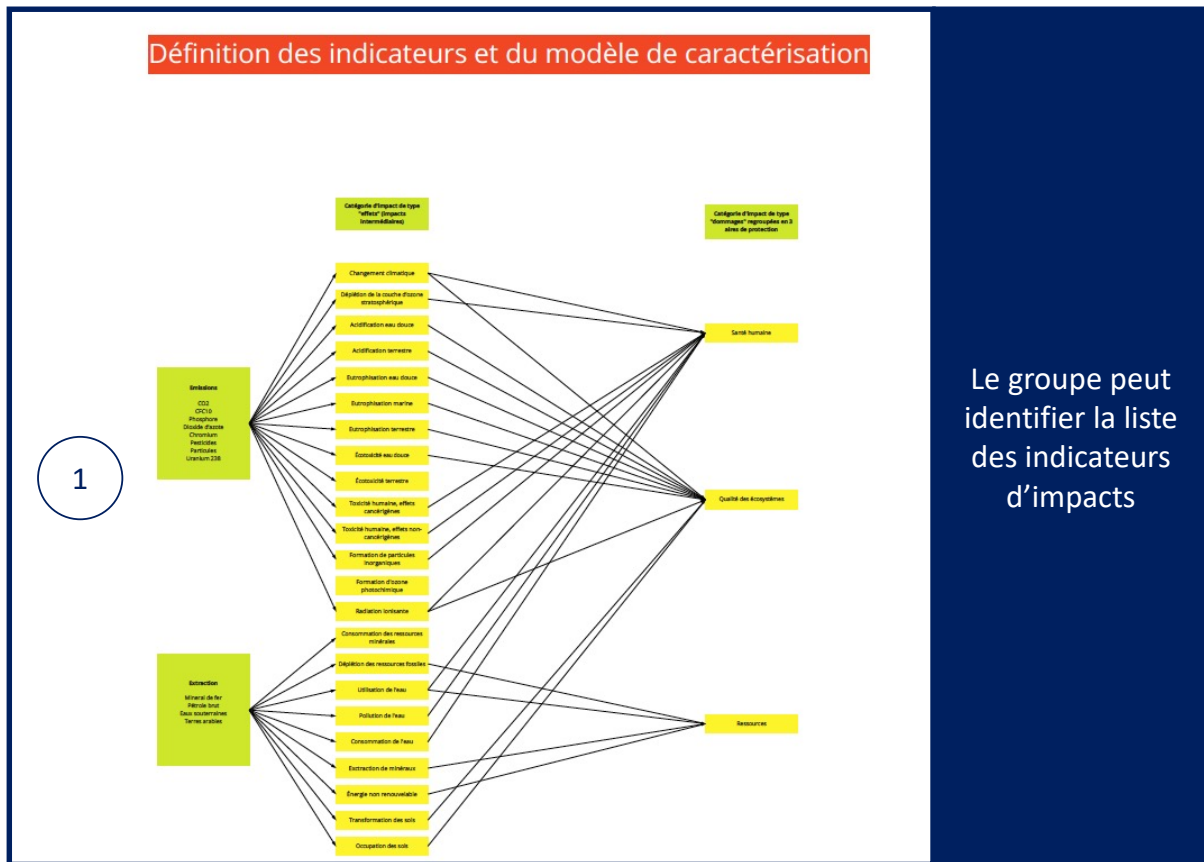 Définition des indicateurs et du modèle de caractérisation
Catégorie d'impact de type
"effets" (impacts
intermédiaires)
Catégorie d'impact de type
"dommages" regroupées en 3
aires de protection
Changement climatique
Déplétion de la couche d'ozone
stratosphérique
Acidification eau douce
Acidification terrestre
Eutrophisation eau douce
Eutrophisation marine
Eutrophisation terrestre
Écotoxicité eau douce
Écotoxicité terrestre
Toxicité humaine, effets
cancérigènes
Toxicité humaine, effets non-
cancérigènes
Formation de particules
inorganiques
Formation d'ozone
photochimique
Radiation ionisante
Consommation des ressources
minérales
Déplétion des ressources fossiles
Utilisation de l'eau
Pollution de l'eau
Consommation de l'eau
Exctraction de minéraux
Énergie non renouvelable
Transformation des sols
Occupation des sols
Emissions
CO2
CFC10
Phosphore
Dioxide d'azote
Chromium
Pesticides
Particules
Uranium 238
Extraction
Mineral de fer
Pétrole brut
Eaux souterraines
Terres arables
Santé humaine
Qualité des écosystèmes
Ressources
1
Le groupe peut
identifier la liste
des indicateurs
d'impacts